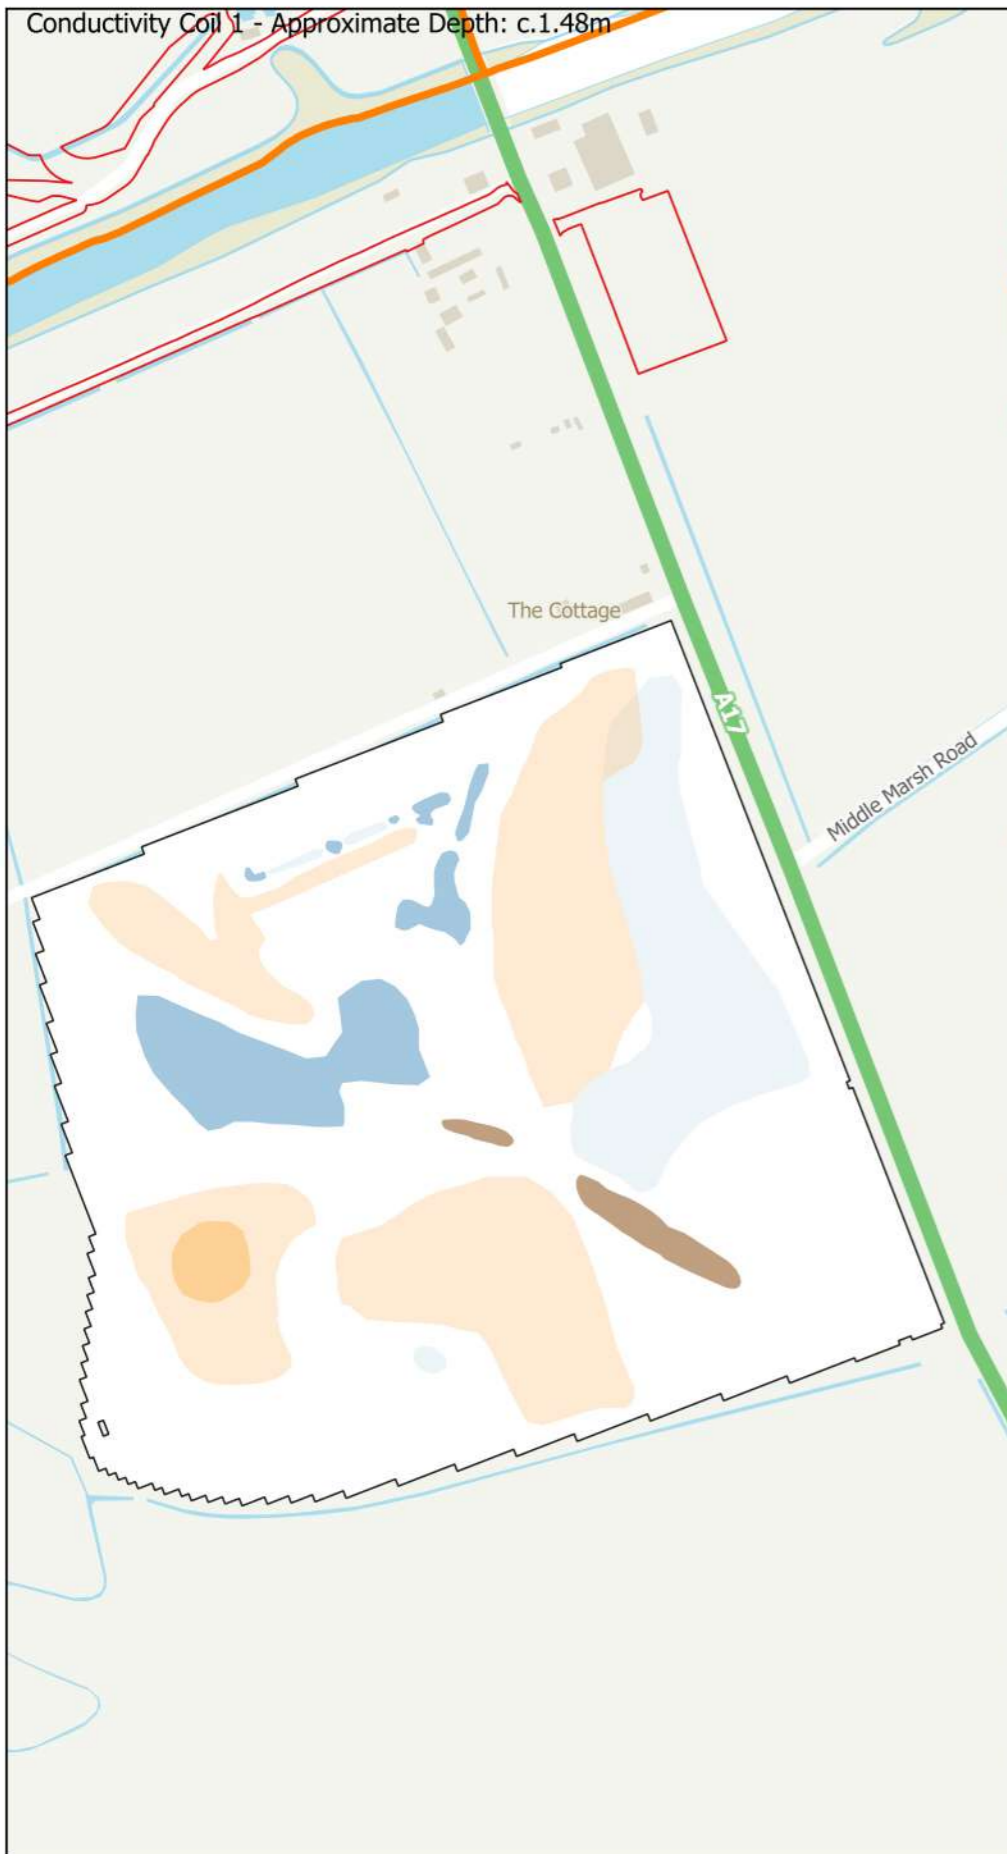 Conductivity Coil 1 - Approximate Depth: c.1.48m
The Cottage
A17
Middle Marsh Road